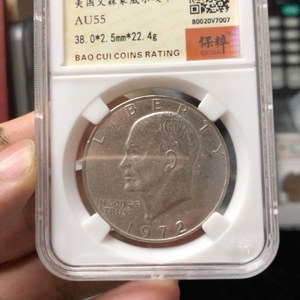 AU55
38.0*2.5mm*22.4g
B0020V7007
保粹
BAO CUI COINS RATING
LIBERTY
IN GOD WE
TRUST
1972